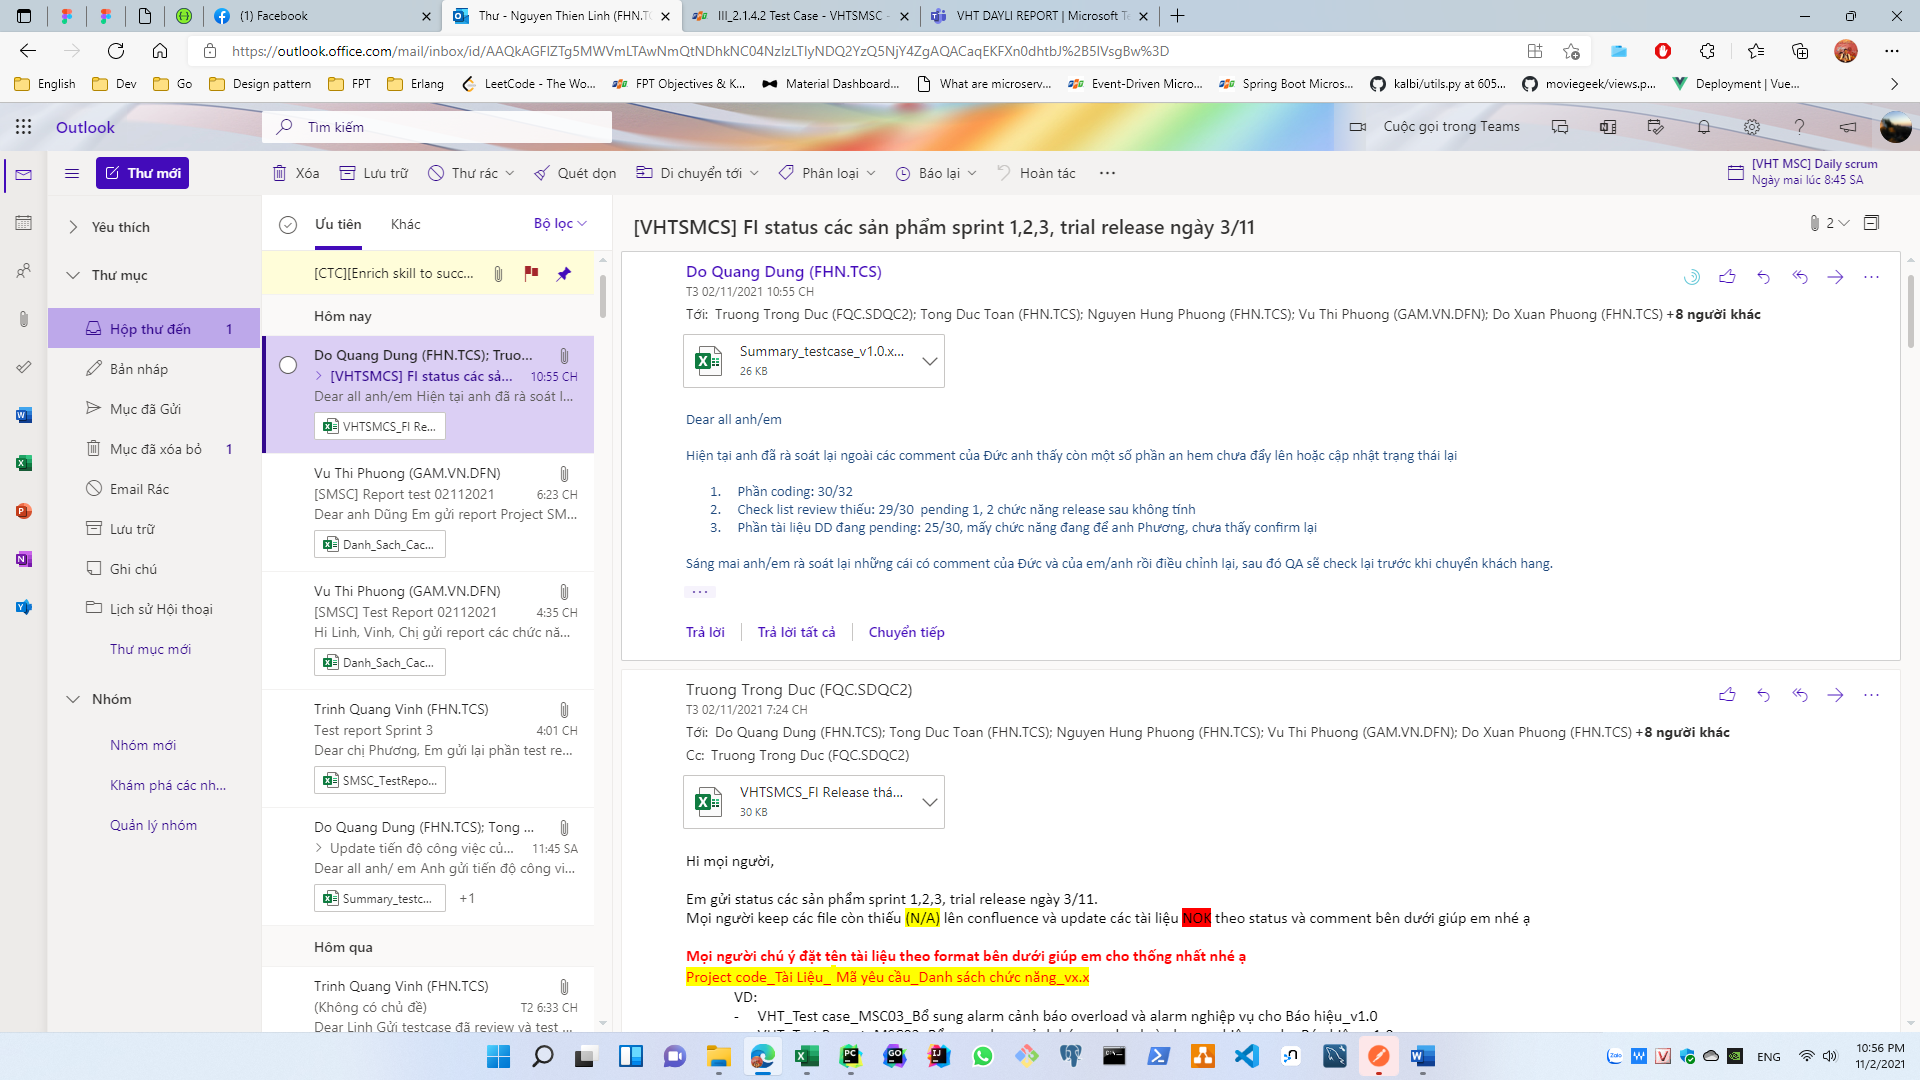 (1) Facebook
Thư - Nguyen Thien Linh (FHN.TC
III_2.1.4.2 Test Case - VHTSMSC -
VHT DAYLI REPORT | Microsoft Te
English
Dev
Go
Design pattern
FPT
Erlang
LeetCode - The Wo...
FPT Objectives & K...
Material Dashboard...
What are microserv...
Event-Driven Micro...
Spring Boot Micros...
kalbi/utils.py at 605...
moviegeek/views.p...
Deployment | Vue...
Outlook
Tìm kiếm
Cuộc gọi trong Teams
Thư mới
Xóa
Lưu trữ
Thư rác
Quét dọn
Di chuyển tới
Phân loại
Báo lại
Hoàn tác
[VHT MSC] Daily scrum
Ngày mai lúc 8:45 SA
Yêu thích
Thư mục
Hộp thư đến 1
Bản nháp
Mục đã Gửi
Mục đã xóa bỏ 1
Email Rác
Lưu trữ
Ghi chú
Lịch sử Hội thoại
Thư mục mới
Nhóm
Nhóm mới
Khám phá các nh...
Quản lý nhóm
Ưu tiên
Khác
Bộ lọc
[CTC][Enrich skill to succ...
Hôm nay
Do Quang Dung (FHN.TCS); Truo...
[VHTSMCS] FI status các sả... 10:55 CH
Dear all anh/em Hiện tại anh đã rà soát l...
VHTSMCS_FI Re...
Vu Thi Phuong (GAM.VN.DFN)
[SMSC] Report test 02112021 6:23 CH
Dear anh Dũng Em gửi report Project SM...
Danh_Sach_Cac...
Vu Thi Phuong (GAM.VN.DFN)
[SMSC] Test Report 02112021 4:35 CH
Hi Linh, Vinh, Chị gửi report các chức nă...
Danh_Sach_Cac...
Trinh Quang Vinh (FHN.TCS)
Test report Sprint 3 4:01 CH
Dear chị Phương, Em gửi lại phần test re...
SMSC_TestRepo...
Do Quang Dung (FHN.TCS); Tong ...
Update tiến độ công việc củ... 11:45 SA
Dear all anh/ em Anh gửi tiến độ công vi...
Summary_testc... +1
Hôm qua
Trinh Quang Vinh (FHN.TCS)
(Không có chủ đề) T2 6:33 CH
Dear Linh Gửi testcase đã review và test ...
[VHTSMCS] FI status các sản phẩm sprint 1,2,3, trial release ngày 3/11
2
Do Quang Dung (FHN.TCS)
T3 02/11/2021 10:55 CH
Tới: Truong Trong Duc (FQC.SDQC2); Tong Duc Toan (FHN.TCS); Nguyen Hung Phuong (FHN.TCS); Vu Thi Phuong (GAM.VN.DFN); Do Xuan Phuong (FHN.TCS) +8 người khác
Summary_testcase_v1.0.x...
26 KB
Dear all anh/em
Hiện tại anh đã rà soát lại ngoài các comment của Đức anh thấy còn một số phần an hem chưa đẩy lên hoặc cập nhật trạng thái lại
1. Phần coding: 30/32
2. Check list review thiếu: 29/30 pending 1, 2 chức năng release sau không tính
3. Phần tài liệu DD đang pending: 25/30, mấy chức năng đang để anh Phương, chưa thấy confirm lại
Sáng mai anh/em rà soát lại những cái có comment của Đức và của em/anh rồi điều chỉnh lại, sau đó QA sẽ check lại trước khi chuyển khách hang.
...
Trả lời
Trả lời tất cả
Chuyển tiếp
Truong Trong Duc (FQC.SDQC2)
T3 02/11/2021 7:24 CH
Tới: Do Quang Dung (FHN.TCS); Tong Duc Toan (FHN.TCS); Nguyen Hung Phuong (FHN.TCS); Vu Thi Phuong (GAM.VN.DFN); Do Xuan Phuong (FHN.TCS) +8 người khác
Cc: Truong Trong Duc (FQC.SDQC2)
VHTSMCS_FI Release thá...
30 KB
Hi mọi người,
Em gửi status các sản phẩm sprint 1,2,3, trial release ngày 3/11.
Mọi người keep các file còn thiếu (N/A) lên confluence và update các tài liệu NOK theo status và comment bên dưới giúp em nhé ạ
Mọi người chú ý đặt tên tài liệu theo format bên dưới giúp em cho thống nhất nhé ạ
Project code_Tài Liệu_ Mã yêu cầu_Danh sách chức năng_vx.x
VD:
- VHT_Test case_MSC03_Bổ sung alarm cảnh báo overload và alarm nghiệp vụ cho Báo hiệu_v1.0
ENG
10:56 PM
11/2/2021